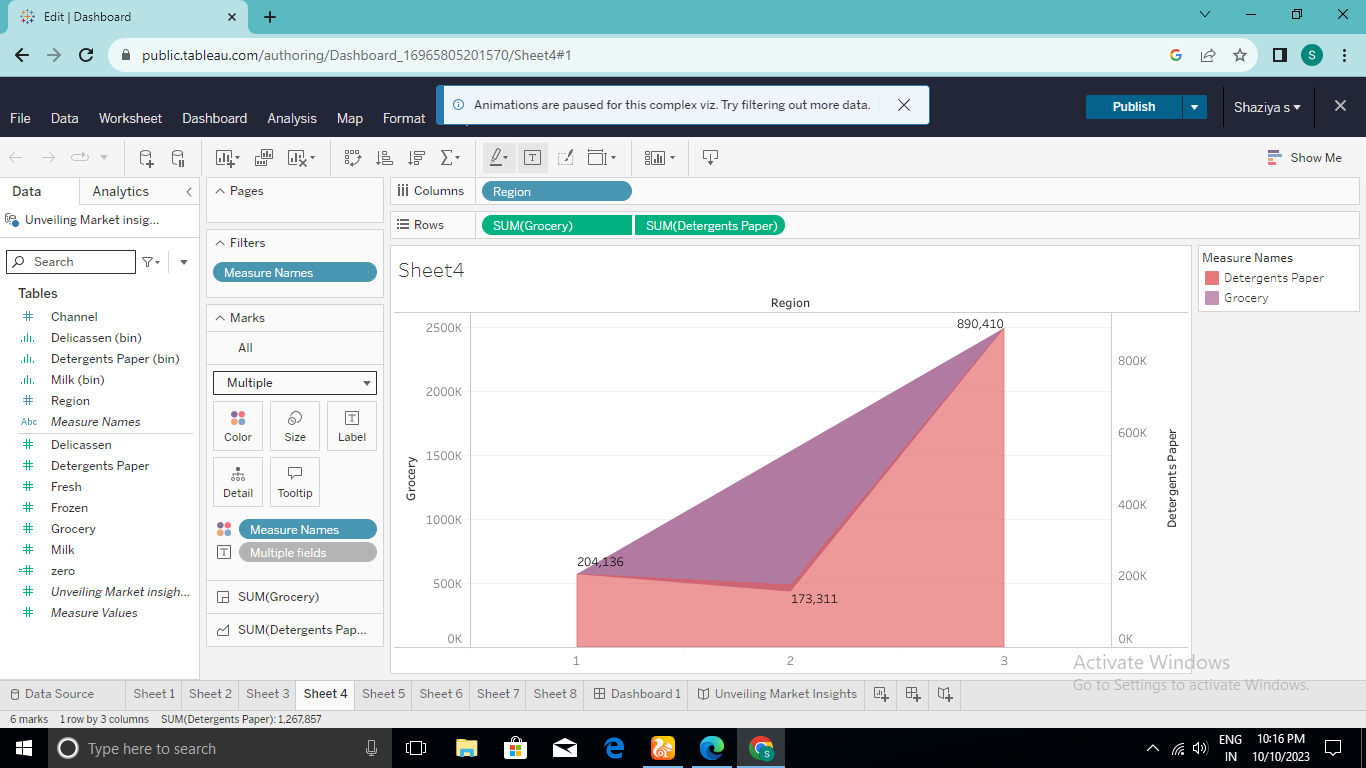 Edit | Dashboard
public.tableau.com/authoring/Dashboard_16965805201570/Sheet4#1
S
Animations are paused for this complex viz. Try filtering out more data.
File Data Worksheet Dashboard Analysis Map Format
Publish
Shaziya s
Show Me
Data Analytics
Unveiling Market insig...
Search
Tables
Channel
Delicassen (bin)
Detergents Paper (bin)
Milk (bin)
Region
Abc Measure Names
Delicassen
Detergents Paper
Fresh
Frozen
Grocery
Milk
zero
Unveiling Market insigh...
Measure Values
Pages
Filters
Measure Names
Marks
All
Multiple
Color Size Label
Detail Tooltip
Measure Names
Multiple fields
SUM(Grocery)
SUM(Detergents Pap...
Columns Region
Rows SUM(Grocery) SUM(Detergents Paper)
Sheet4
Region
2500K
2000K
1500K
1000K
500K
0K
Grocery
890,410
204,136
173,311
1 2 3
800K
600K
400K
200K
0K
Detergents Paper
Measure Names
Detergents Paper
Grocery
Activate Windows
Go to Settings to activate Windows.
Data Source Sheet 1 Sheet 2 Sheet 3 Sheet 4 Sheet 5 Sheet 6 Sheet 7 Sheet 8 Dashboard 1 Unveiling Market Insights
6 marks 1 row by 3 columns SUM(Detergents Paper): 1,267,857
Type here to search
ENG
IN
10:16 PM
10/10/2023